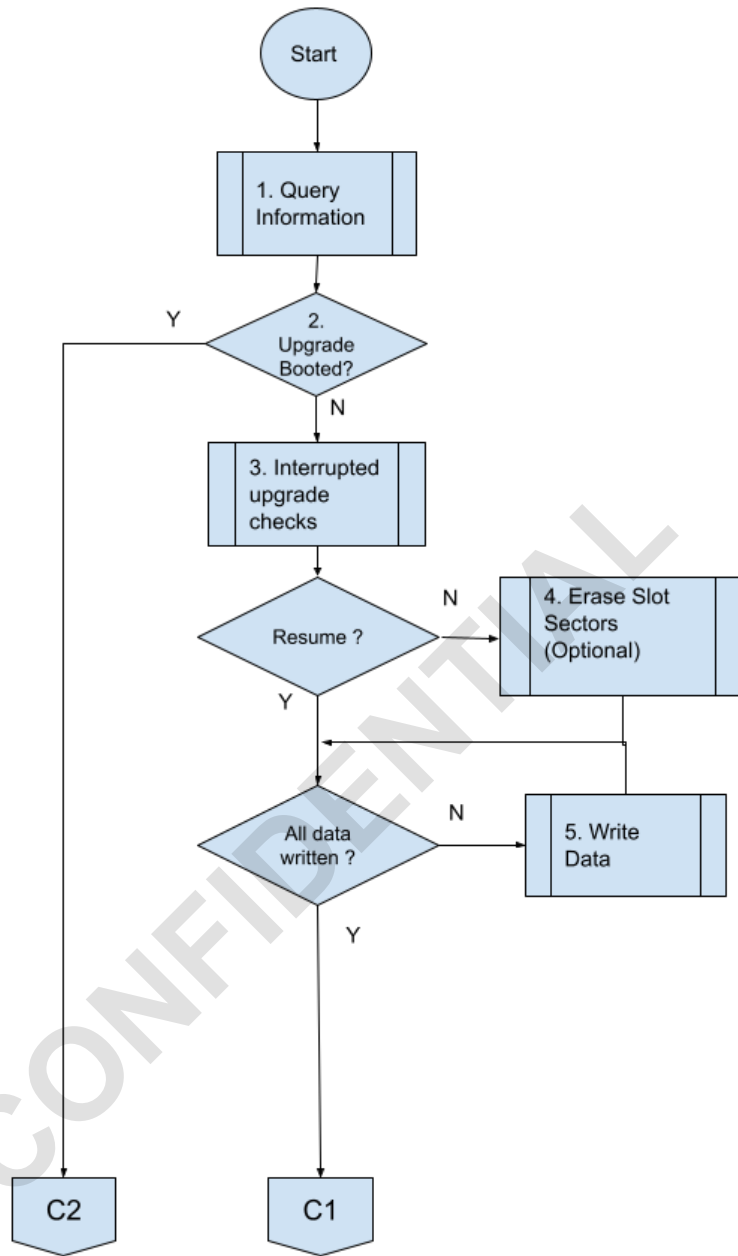 Start
1. Query
Information
Y
2.
Upgrade
Booted?
N
3. Interrupted
upgrade
checks
N
4. Erase Slot
Sectors
(Optional)
Resume ?
Y
N
All data
written ?
5. Write
Data
Y
CONFIDENTIAL
C2
C1